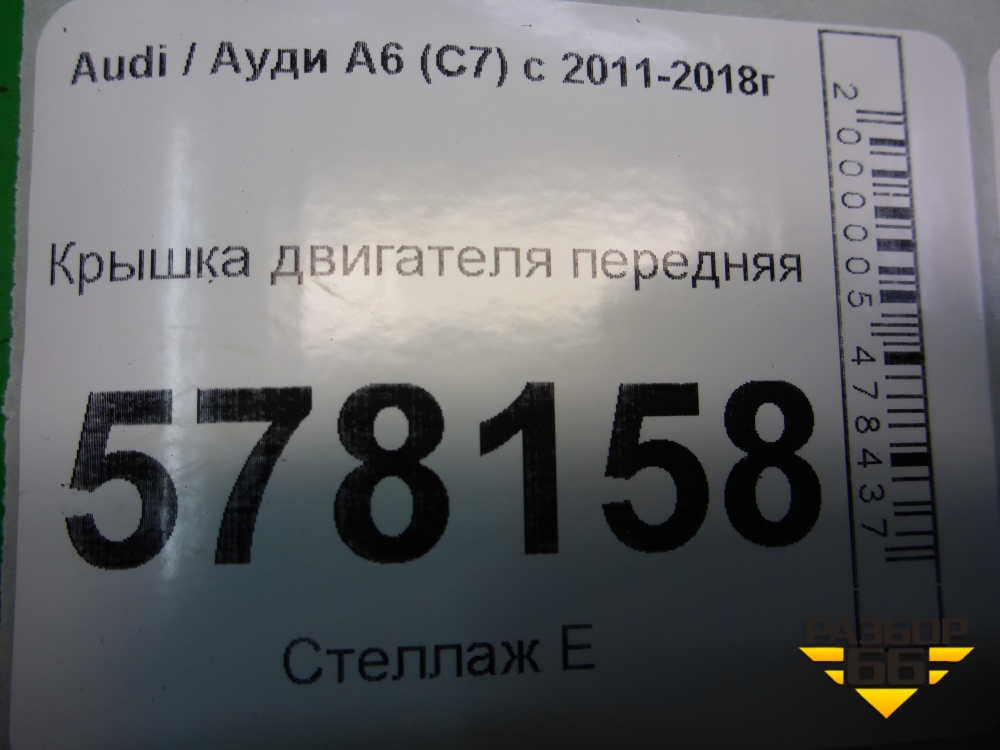 Audi / Ауди А6 (С7) с 2011-2018г
Крышка двигателя передняя
578158
Стеллаж Е
2000005478437
РАЗБОР
66